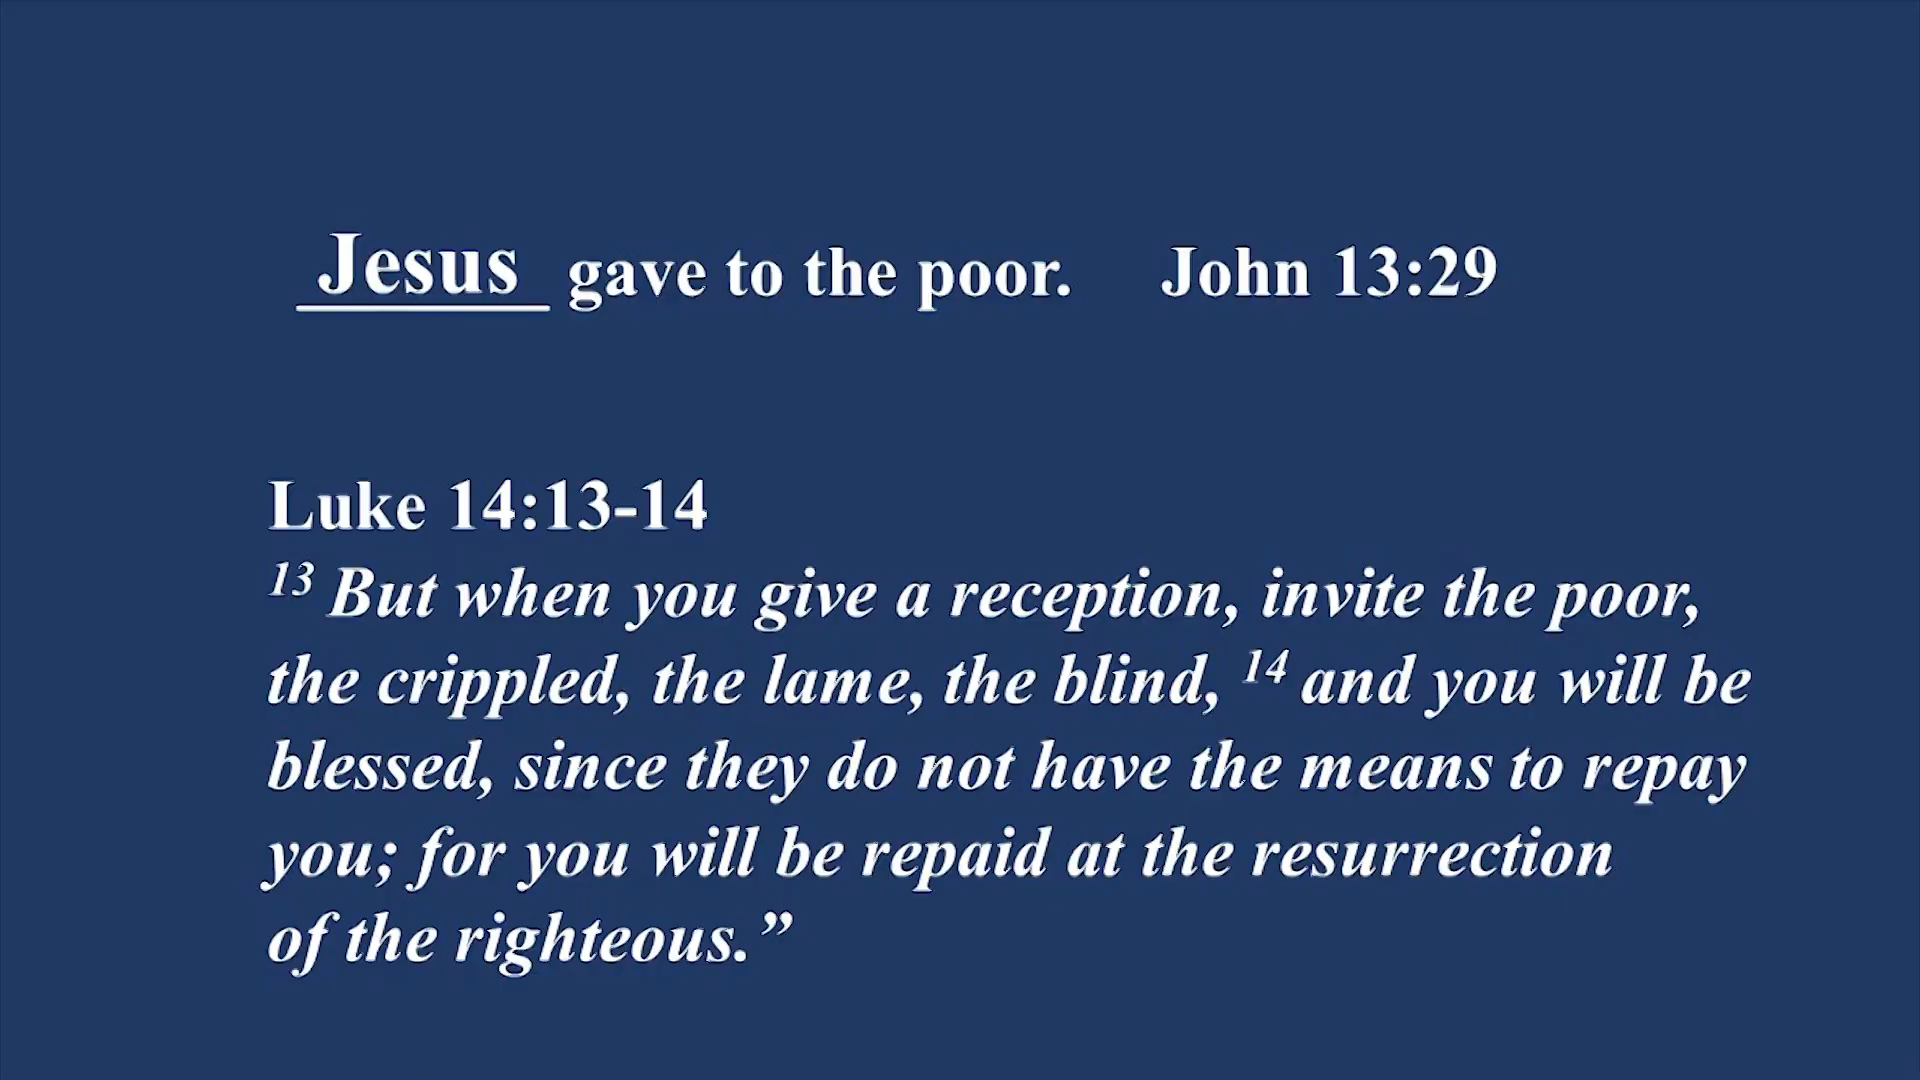 Jesus gave to the poor. John 13:29
Luke 14:13-14
13 But when you give a reception, invite the poor,
the crippled, the lame, the blind, 14 and you will be
blessed, since they do not have the means to repay
you; for you will be repaid at the resurrection
of the righteous.”